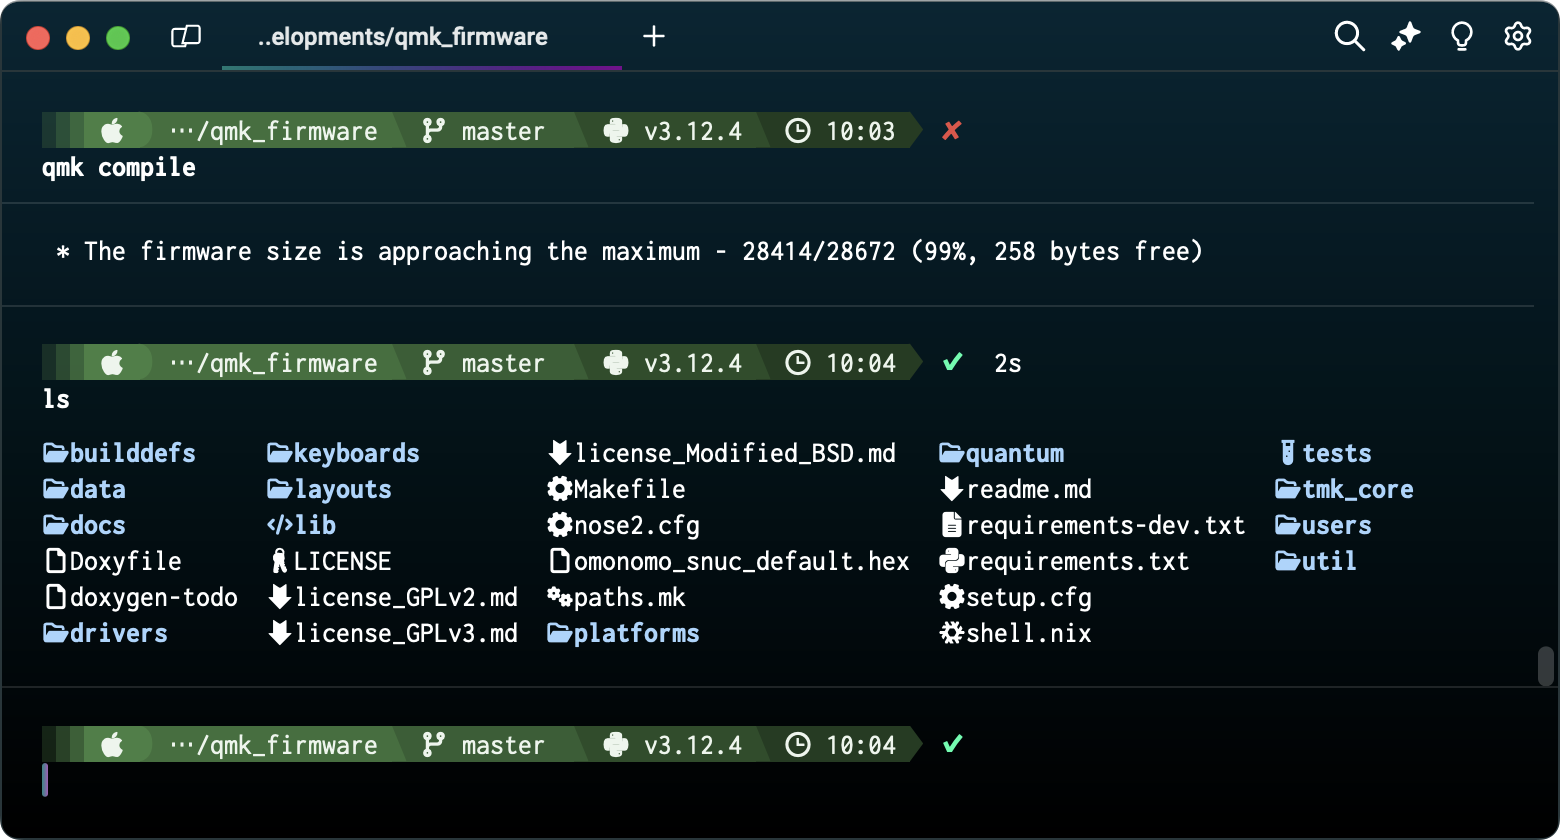 ..elopments/qmk_firmware
···/qmk_firmware master v3.12.4 10:03 ✘
qmk compile
* The firmware size is approaching the maximum - 28414/28672 (99%, 258 bytes free)
···/qmk_firmware master v3.12.4 10:04 ✔ 2s
ls
builddefs keyboards license_Modified_BSD.md quantum tests
data layouts Makefile readme.md tmk_core
docs lib nose2.cfg requirements-dev.txt users
Doxyfile LICENSE omonomo_snuc_default.hex requirements.txt util
doxygen-todo license_GPLv2.md paths.mk setup.cfg
drivers license_GPLv3.md platforms shell.nix
···/qmk_firmware master v3.12.4 10:04 ✔